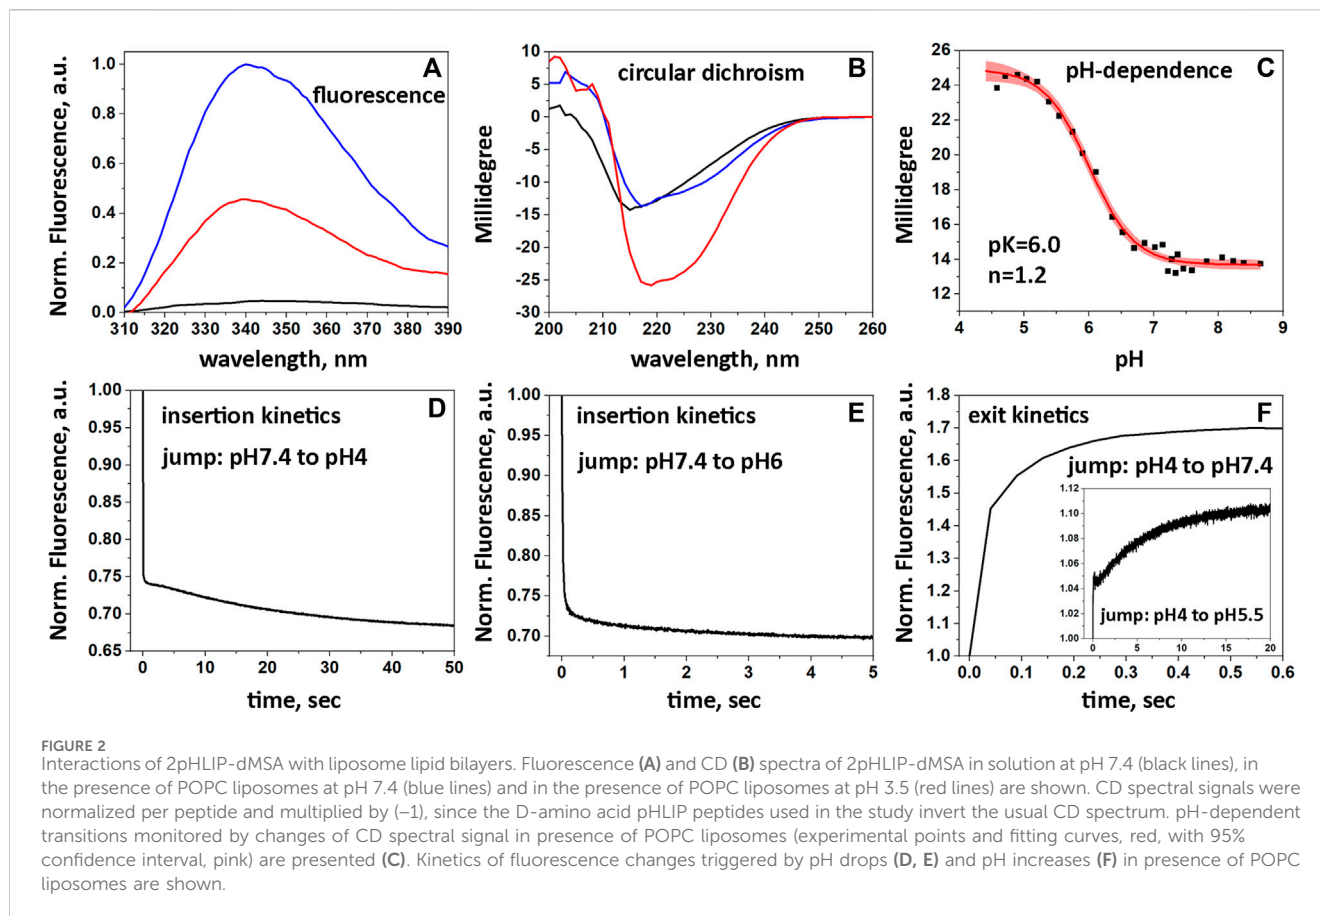 A
fluorescence
Norm. Fluorescence, a.u.
1.0
0.8
0.6
0.4
0.2
0.0
310 320 330 340 350 360 370 380 390
wavelength, nm
B
circular dichroism
Millidegree
10
5
0
-5
-10
-15
-20
-25
-30
200 210 220 230 240 250 260
wavelength, nm
C
pH-dependence
Millidegree
26
24
22
20
18
16
14
12
pK=6.0
n=1.2
4 5 6 7 8 9
pH
D
insertion kinetics
jump: pH7.4 to pH4
Norm. Fluorescence, a.u.
1.00
0.95
0.90
0.85
0.80
0.75
0.70
0.65
0 10 20 30 40 50
time, sec
E
insertion kinetics
jump: pH7.4 to pH6
Norm. Fluorescence, a.u.
1.00
0.95
0.90
0.85
0.80
0.75
0.70
0 1 2 3 4 5
time, sec
F
exit kinetics
jump: pH4 to pH7.4
Norm. Fluorescence, a.u.
1.8
1.7
1.6
1.5
1.4
1.3
1.2
1.1
1.0
1.12
1.10
1.08
1.06
1.04
1.02
1.00
jump: pH4 to pH5.5
0 5 10 15 20
0.0 0.1 0.2 0.3 0.4 0.5 0.6
time, sec
FIGURE 2
Interactions of 2pHLIP-dMSA with liposome lipid bilayers. Fluorescence (A) and CD (B) spectra of 2pHLIP-dMSA in solution at pH 7.4 (black lines), in
the presence of POPC liposomes at pH 7.4 (blue lines) and in the presence of POPC liposomes at pH 3.5 (red lines) are shown. CD spectral signals were
normalized per peptide and multiplied by (–1), since the D-amino acid pHLIP peptides used in the study invert the usual CD spectrum. pH-dependent
transitions monitored by changes of CD spectral signal in presence of POPC liposomes (experimental points and fitting curves, red, with 95%
confidence interval, pink) are presented (C). Kinetics of fluorescence changes triggered by pH drops (D, E) and pH increases (F) in presence of POPC
liposomes are shown.